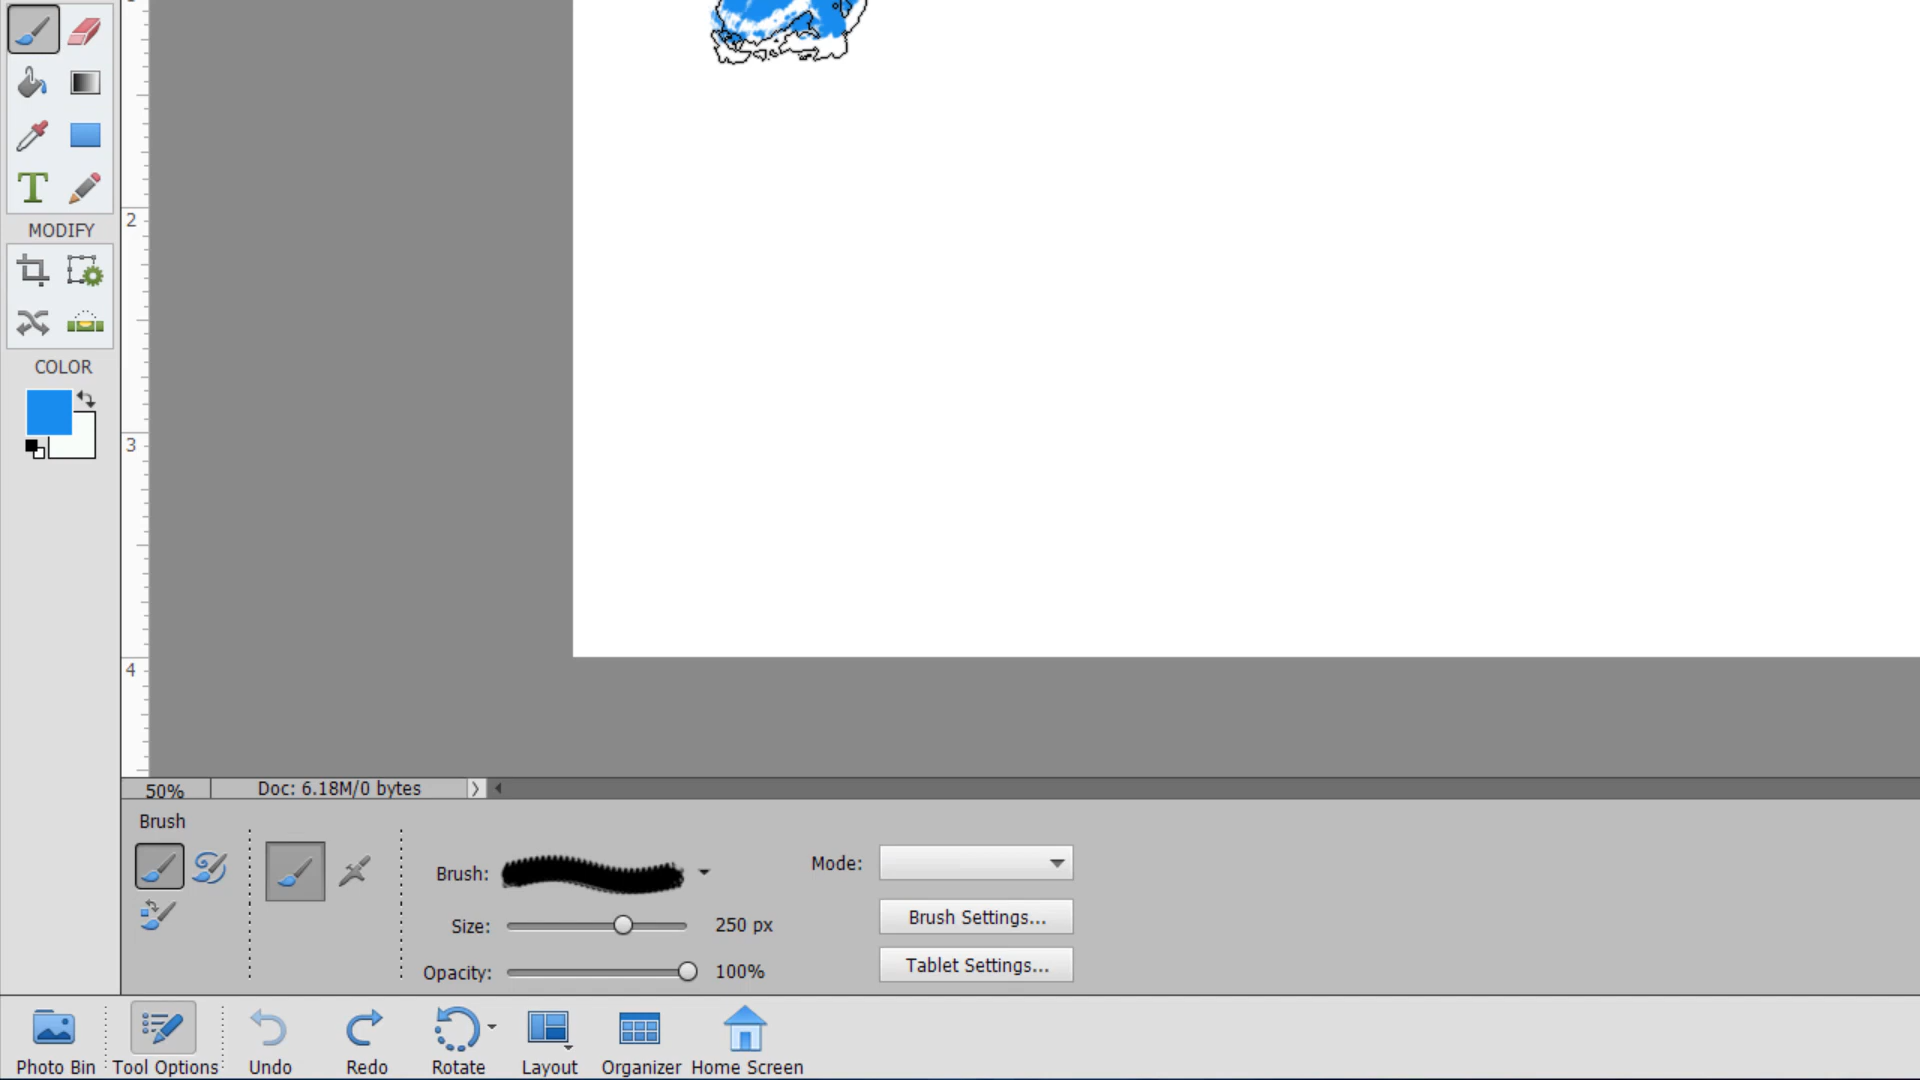 T
MODIFY
2
COLOR
3
4
50%
Doc: 6.18M/0 bytes
Brush
Brush:
Mode:
Size:
250 px
Brush Settings...
Opacity:
100%
Tablet Settings...
Photo Bin
Tool Options
Undo
Redo
Rotate
Layout
Organizer
Home Screen